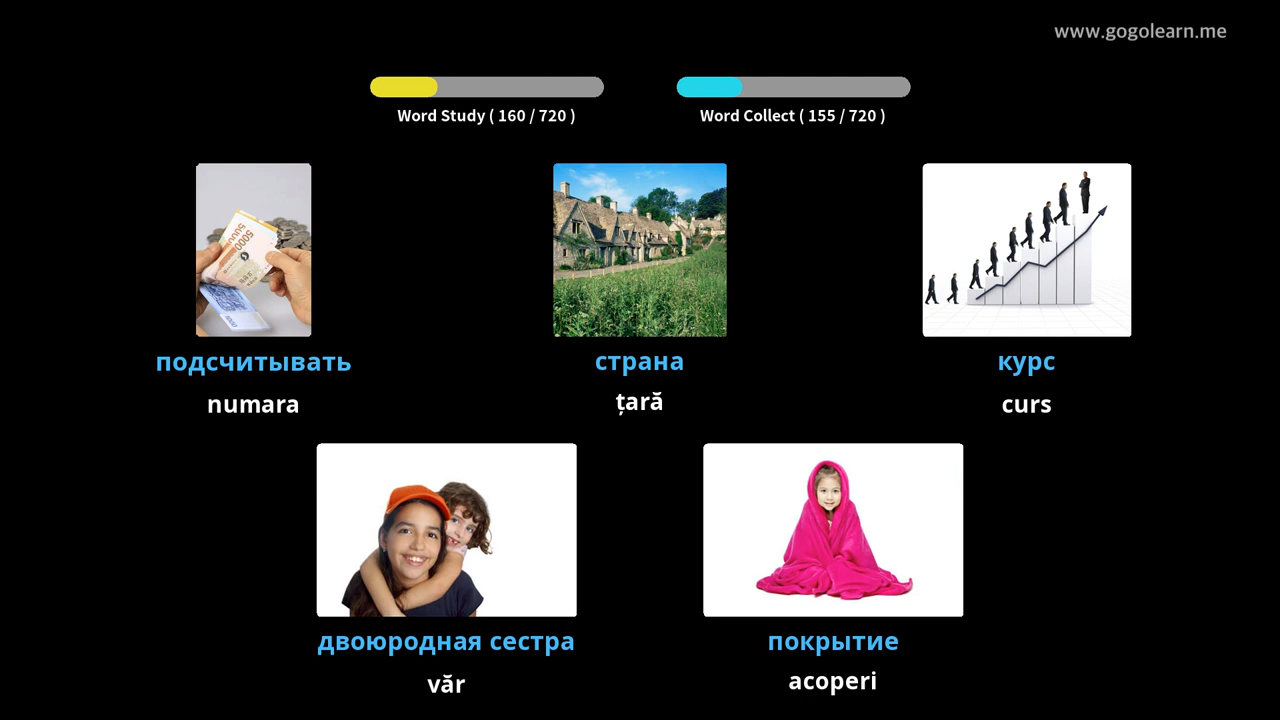 www.gogolearn.me
Word Study ( 160 / 720 )
Word Collect ( 155 / 720 )
подсчитывать
numara
страна
țară
курс
curs
двоюродная сестра
văr
покрытие
acoperi